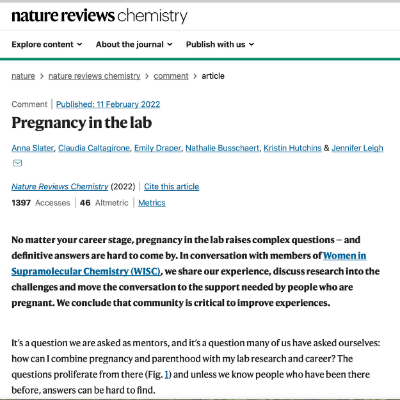 nature reviews chemistry
Explore content About the journal Publish with us
nature > nature reviews chemistry > comment > article
Comment | Published: 11 February 2022
Pregnancy in the lab
Anna Slater, Claudia Caltagirone, Emily Draper, Nathalie Busschaert, Kristin Hutchins & Jennifer Leigh
Nature Reviews Chemistry (2022) | Cite this article
1397 Accesses | 46 Altmetric | Metrics
No matter your career stage, pregnancy in the lab raises complex questions — and
definitive answers are hard to come by. In conversation with members of Women in
Supramolecular Chemistry (WISC), we share our experience, discuss research into the
challenges and move the conversation to the support needed by people who are
pregnant. We conclude that community is critical to improve experiences.
It's a question we are asked as mentors, and it's a question many of us have asked ourselves:
how can I combine pregnancy and parenthood with my lab research and career? The
questions proliferate from there (Fig. 1) and unless we know people who have been there
before, answers can be hard to find.